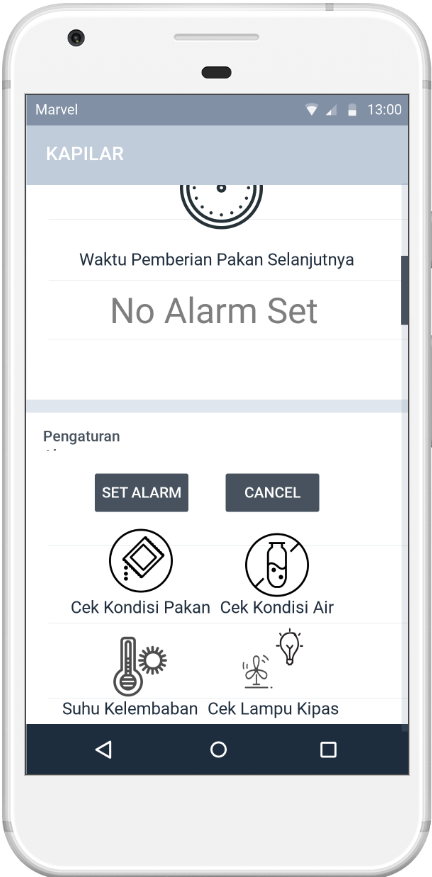 Marvel 13:00
KAPILAR
Waktu Pemberian Pakan Selanjutnya
No Alarm Set
Pengaturan
SET ALARM CANCEL
Cek Kondisi Pakan Cek Kondisi Air
Suhu Kelembaban Cek Lampu Kipas